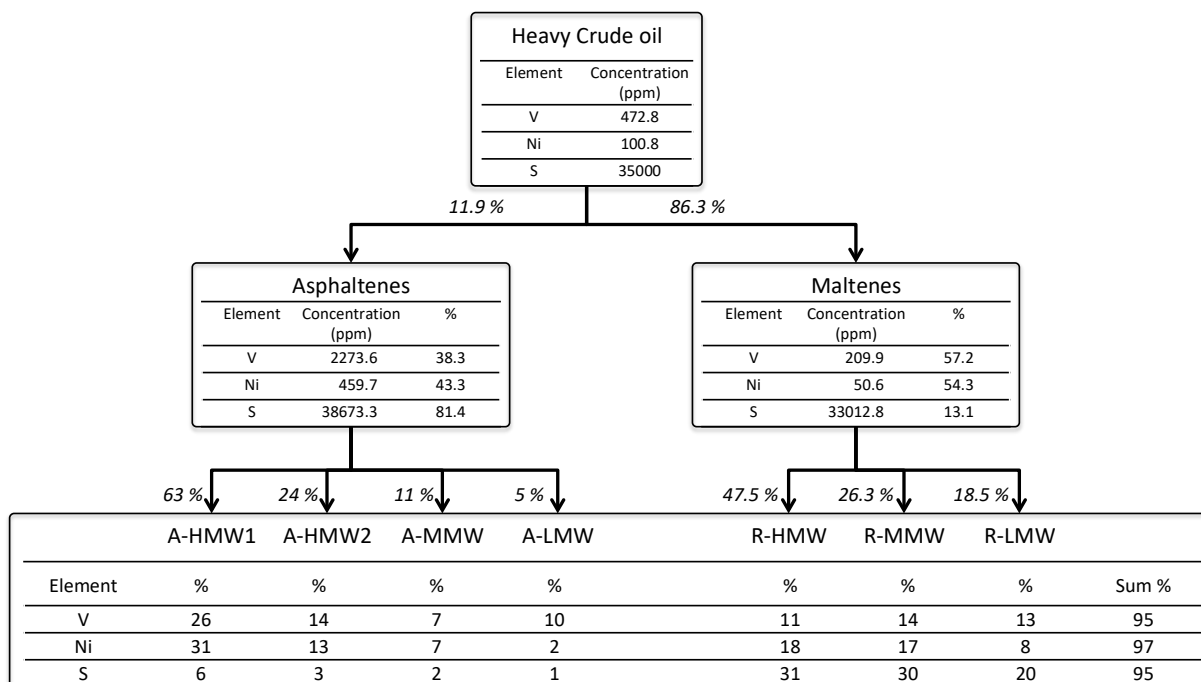 Heavy Crude oil
Element Concentration
(ppm)
V 472.8
Ni 100.8
S 35000
11.9 % 86.3 %
Asphaltenes
Element Concentration %
(ppm)
V 2273.6 38.3
Ni 459.7 43.3
S 38673.3 81.4
Maltenes
Element Concentration %
(ppm)
V 209.9 57.2
Ni 50.6 54.3
S 33012.8 13.1
63 % 24 % 11 % 5 % 47.5 % 26.3 % 18.5 %
A-HMW1 A-HMW2 A-MMW A-LMW R-HMW R-MMW R-LMW
Element % % % % % % % Sum %
V 26 14 7 10 11 14 13 95
Ni 31 13 7 2 18 17 8 97
S 6 3 2 1 31 30 20 95